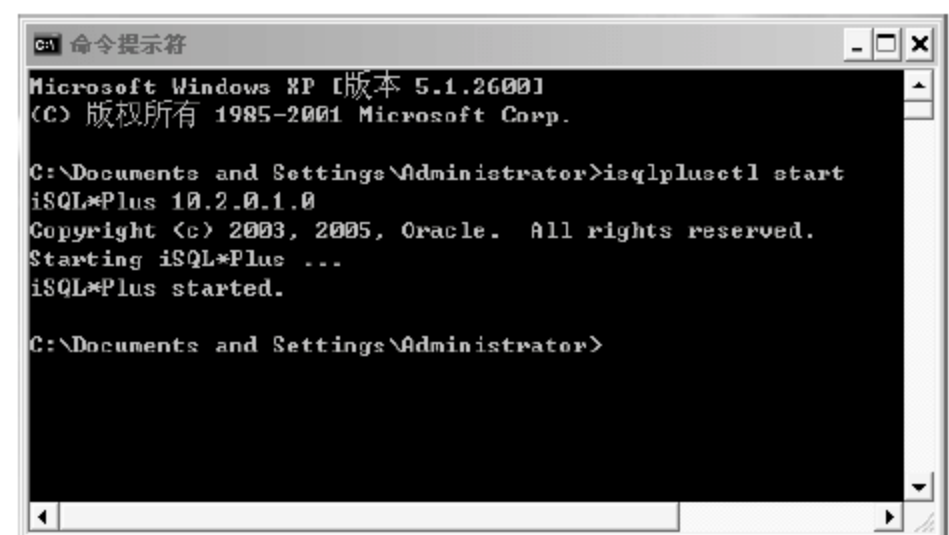 命令提示符
Microsoft Windows XP [版本 5.1.2600]
(C) 版权所有 1985-2001 Microsoft Corp.
C:\Documents and Settings\Administrator>isqlplusctl start
iSQL*Plus 10.2.0.1.0
Copyright (c) 2003, 2005, Oracle.  All rights reserved.
Starting iSQL*Plus ...
iSQL*Plus started.
C:\Documents and Settings\Administrator>